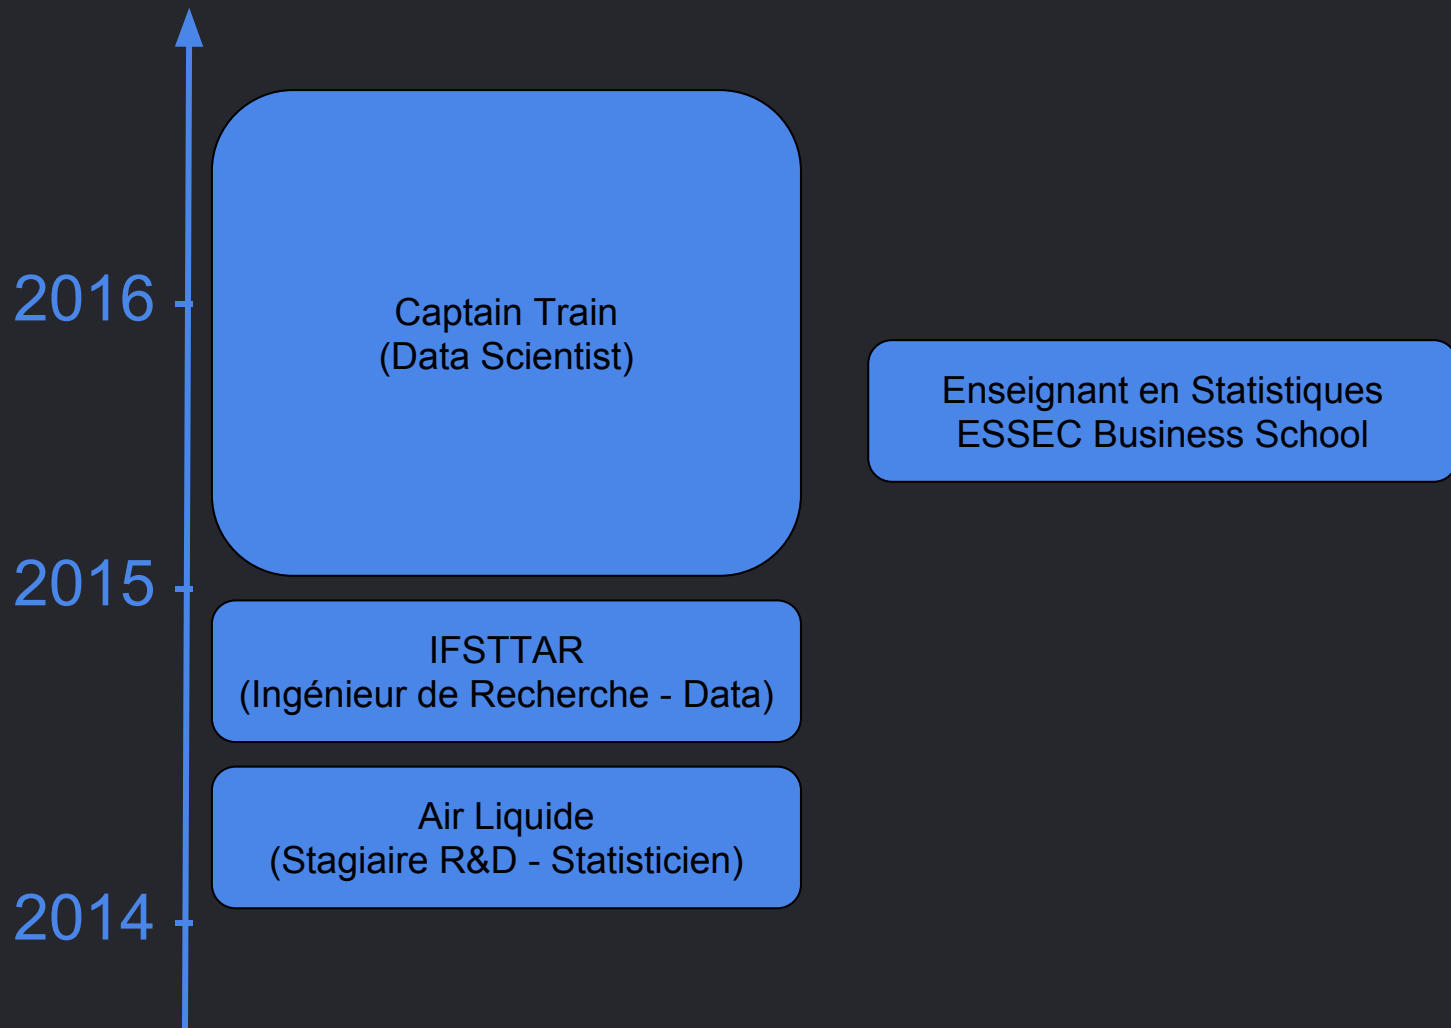 2016
Captain Train
(Data Scientist)
Enseignant en Statistiques
ESSEC Business School
2015
IFSTTAR
(Ingénieur de Recherche - Data)
Air Liquide
(Stagiaire R&D - Statisticien)
2014